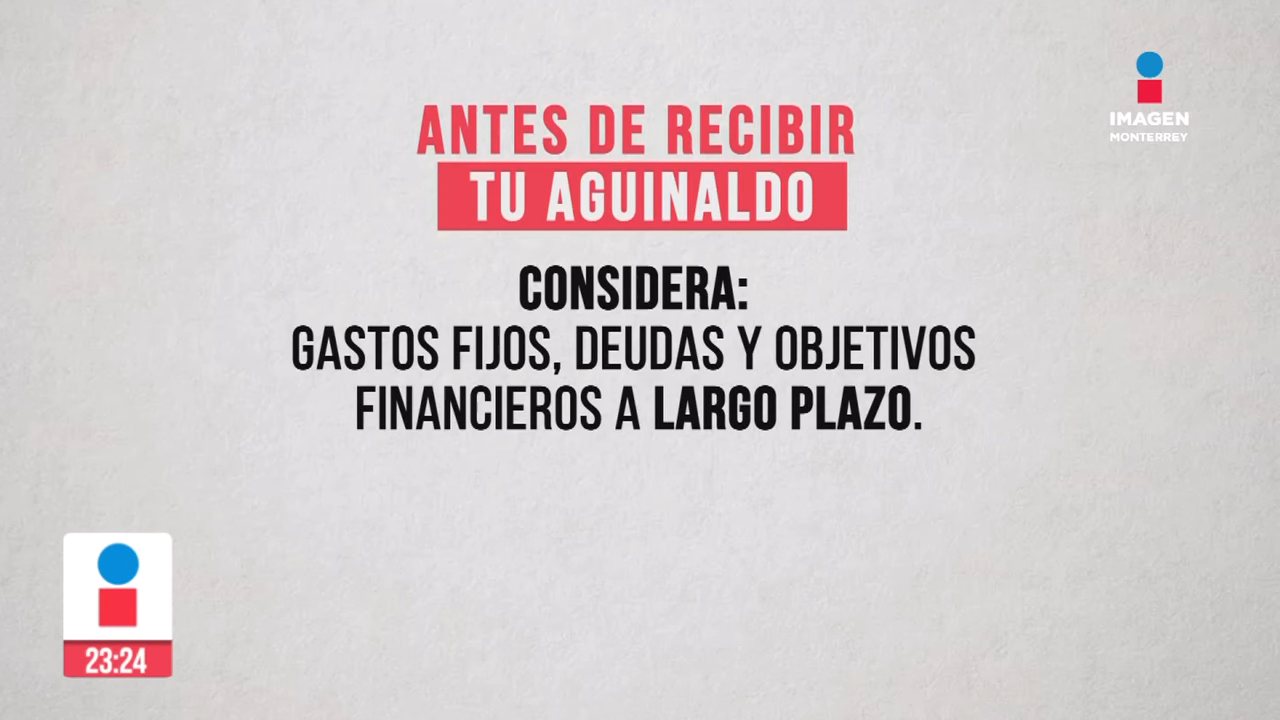 ANTES DE RECIBIR
TU AGUINALDO
CONSIDERA:
GASTOS FIJOS, DEUDAS Y OBJETIVOS
FINANCIEROS A LARGO PLAZO.
IMAGEN
MONTERREY
23:24